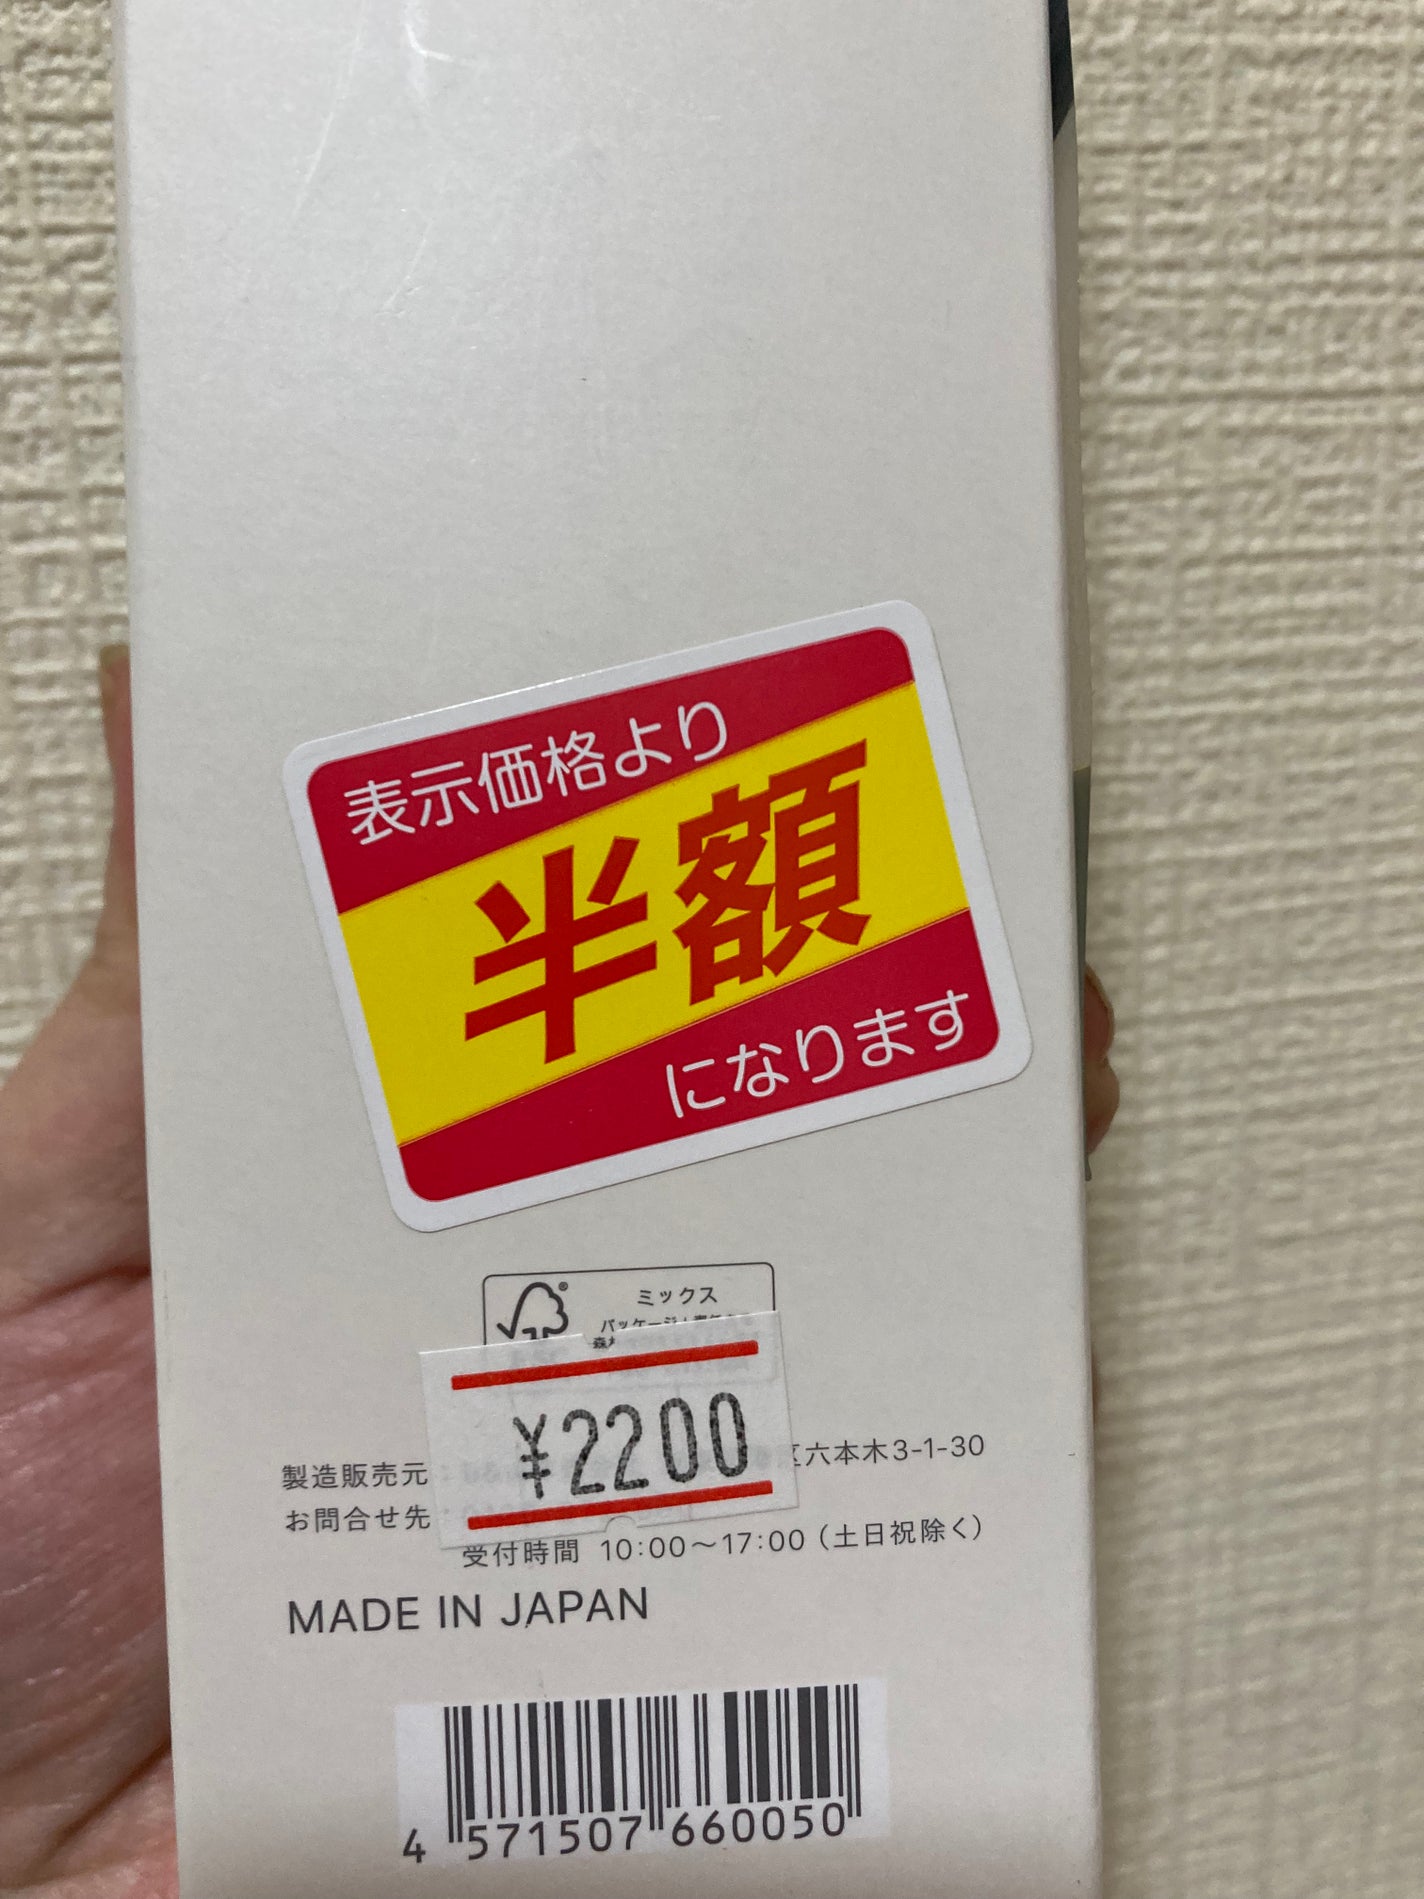 表示価格より
半額
になります
ミックス
¥2200
製造販売元
区六本木3-1-30
お問合せ先
受付時間 10:00～17:00（土日祝除く）
MADE IN JAPAN
4 571507 660050